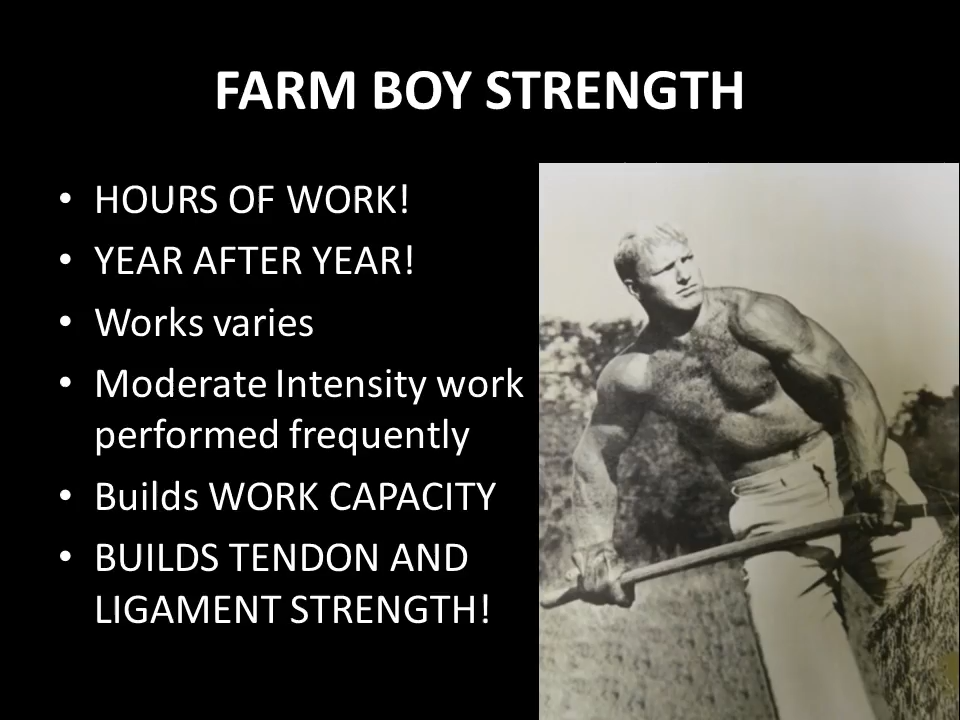 FARM BOY STRENGTH
• HOURS OF WORK!
• YEAR AFTER YEAR!
• Works varies
• Moderate Intensity work
performed frequently
• Builds WORK CAPACITY
• BUILDS TENDON AND
LIGAMENT STRENGTH!